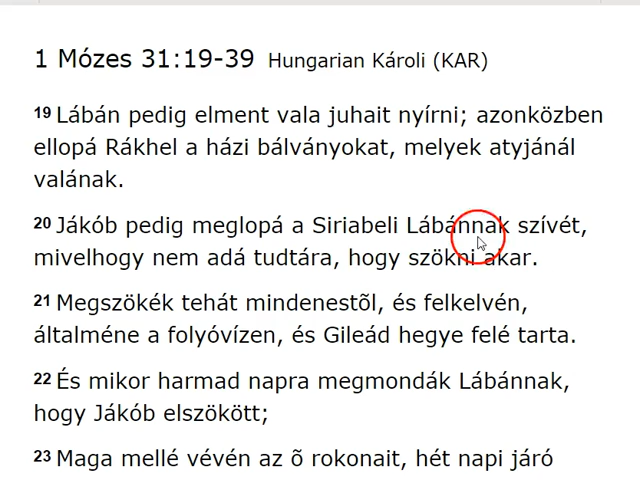 1 Mózes 31:19-39 Hungarian Károli (KAR)
19 Lábán pedig elment vala juhait nyírni; azonközben
ellopá Rákhel a házi bálványokat, melyek atyjánál
valának.
20 Jákób pedig meglopá a Siriabeli Lábánnak szívét,
mivelhogy nem adá tudtára, hogy szökni akar.
21 Megszökék tehát mindenestõl, és felkelvén,
általméne a folyóvízen, és Gileád hegye felé tarta.
22 És mikor harmad napra megmondák Lábánnak,
hogy Jákób elszökött;
23 Maga mellé vévén az õ rokonait, hét napi járó